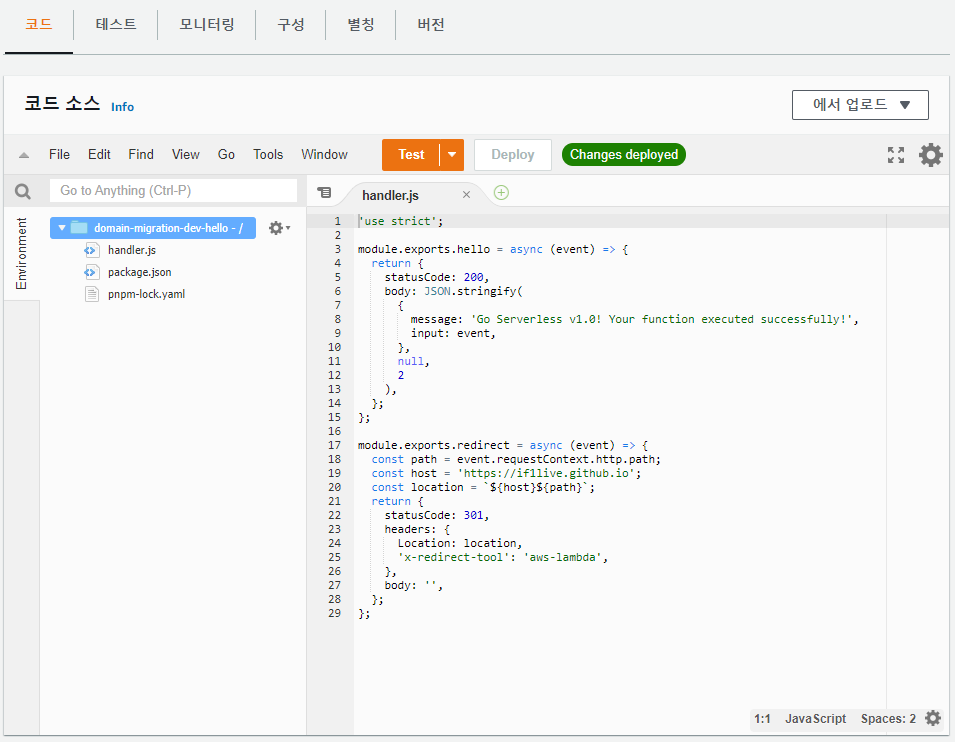 코드 테스트 모니터링 구성 별칭 버전
코드 소스 Info
에서 업로드
File Edit Find View Go Tools Window Test Deploy Changes deployed
Go to Anything (Ctrl-P)
handler.js
Environment
domain-migration-dev-hello - /
handler.js
package.json
pnpm-lock.yaml
1 'use strict';
2
3 module.exports.hello = async (event) => {
4   return {
5     statusCode: 200,
6     body: JSON.stringify(
7       {
8         message: 'Go Serverless v1.0! Your function executed successfully!',
9         input: event,
10       },
11       null,
12       2
13     ),
14   };
15 };
16
17 module.exports.redirect = async (event) => {
18   const path = event.requestContext.http.path;
19   const host = 'https://if1live.github.io';
20   const location = `${host}${path}`;
21   return {
22     statusCode: 301,
23     headers: {
24       Location: location,
25       'x-redirect-tool': 'aws-lambda',
26     },
27     body: '',
28   };
29 };
1:1 JavaScript Spaces: 2